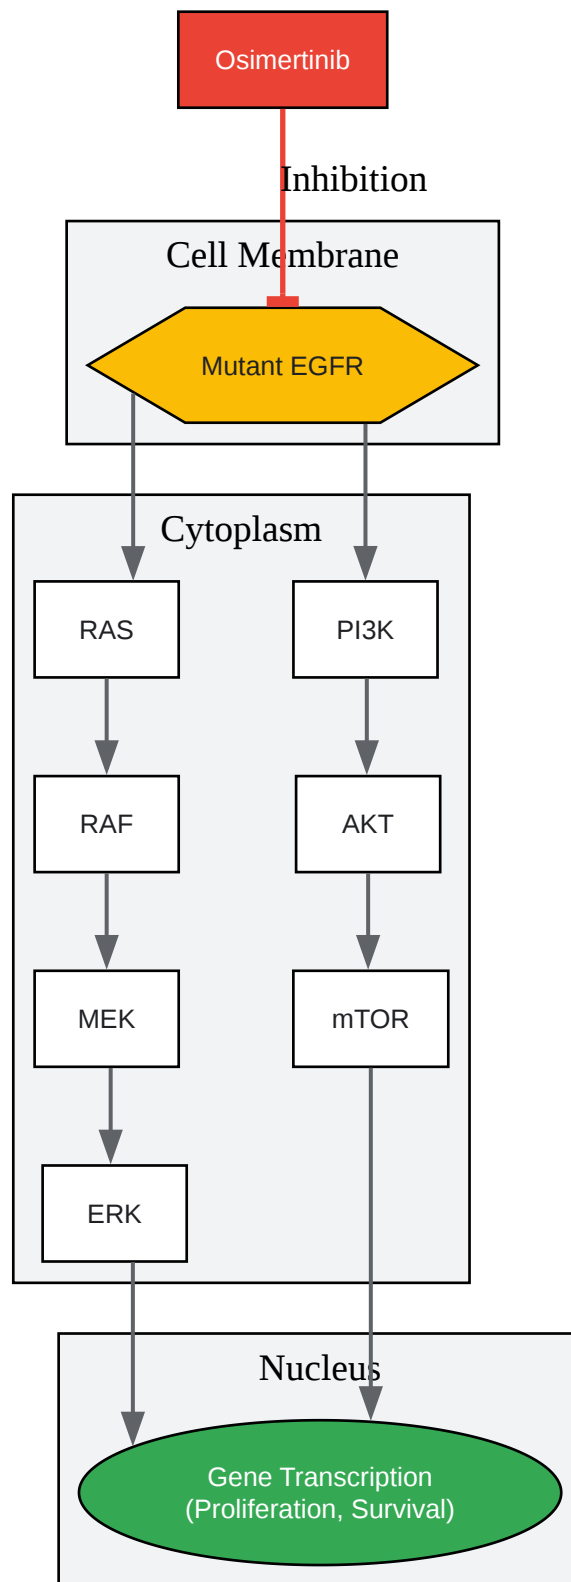 Osimertinib
Inhibition
Cell Membrane
Mutant EGFR
Cytoplasm
RAS
PI3K
RAF
AKT
MEK
mTOR
ERK
Nucleus
Gene Transcription
(Proliferation, Survival)